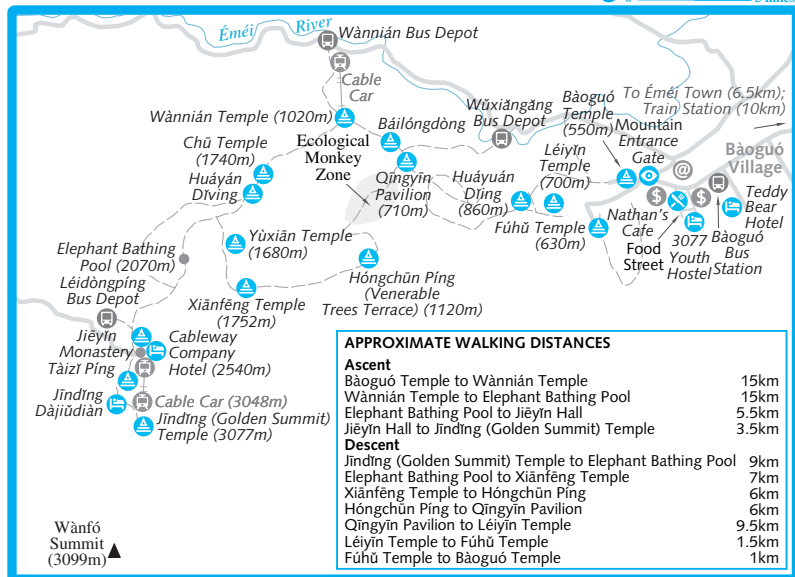 5 miles
Éméi
River
Wànnián Bus Depot
Cable
Car
Wànnián Temple (1020m)
Chū Temple
(1740m)
Huáyán
Dǐvíng
Ecological
Monkey
Zone
Báilóngdòng
Qīngyīn
Pavilion
(710m)
Wǔxiǎngǎng
Bus Depot
Huáyuán
Dǐng
(860m)
Bàoguó
Temple
(550m)
To Éméi Town (6.5km);
Train Station (10km)
Mountain
Entrance
Gate
Léiyīn
Temple
(700m)
Fúhǔ Temple
(630m)
@
$
$
Bàoguó
Village
Nathan's
Cafe
Food
Street
3077
Youth
Hostel
Bàoguó
Bus
Station
Teddy
Bear
Hotel
Yùxiān Temple
(1680m)
Elephant Bathing
Pool (2070m)
Léidòngpíng
Bus Depot
Xiānfēng Temple
(1752m)
Hóngchūn Píng
(Venerable
Trees Terrace) (1120m)
Jiēyǐn
Monastery
Tàizǐ Píng
Cableway
Company
Hotel (2540m)
Jīndǐng
Dàjiǔdiàn
Cable Car (3048m)
Jīndǐng (Golden Summit)
Temple (3077m)
Wànfó
Summit
(3099m)
APPROXIMATE WALKING DISTANCES
Ascent
Bàoguó Temple to Wànnián Temple 15km
Wànnián Temple to Elephant Bathing Pool 15km
Elephant Bathing Pool to Jiēyǐn Hall 5.5km
Jiēyǐn Hall to Jīndǐng (Golden Summit) Temple 3.5km
Descent
Jīndǐng (Golden Summit) Temple to Elephant Bathing Pool 9km
Elephant Bathing Pool to Xiānfēng Temple 7km
Xiānfēng Temple to Hóngchūn Píng 6km
Hóngchūn Píng to Qīngyīn Pavilion 6km
Qīngyīn Pavilion to Léiyīn Temple 9.5km
Léiyīn Temple to Fúhǔ Temple 1.5km
Fúhǔ Temple to Bàoguó Temple 1km